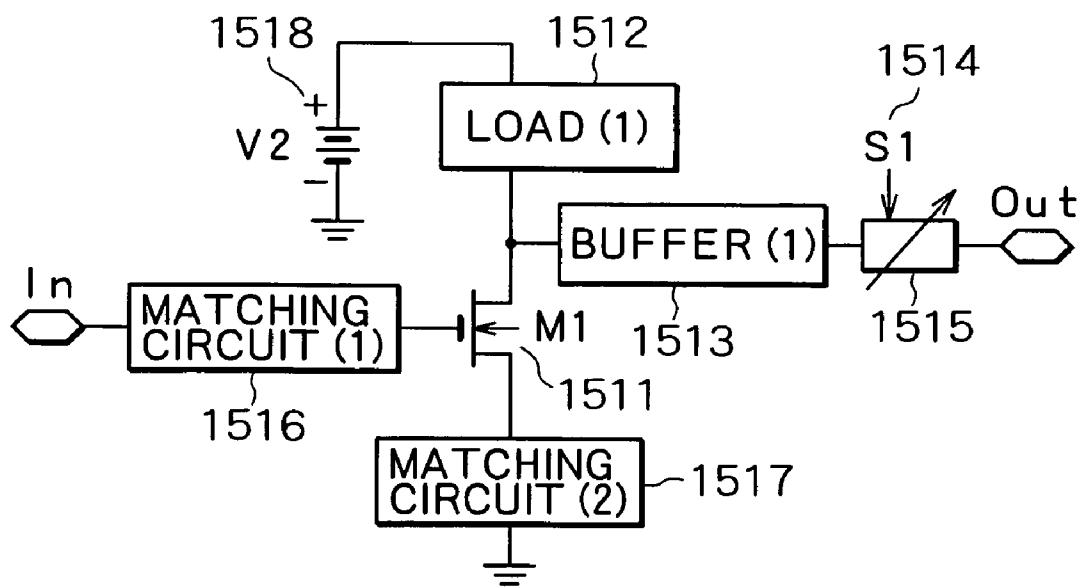 1518
1512
1514
+
V2
−
LOAD (1)
S1
Out
BUFFER (1)
In
MATCHING
CIRCUIT (1)
M1
1513
1515
1516
1511
MATCHING
CIRCUIT (2)
1517